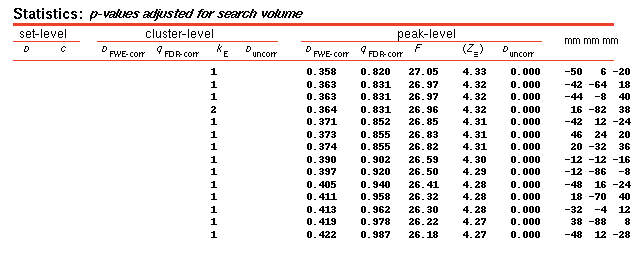 Statistics: p-values adjusted for search volume
set-level cluster-level peak-level mm mm mm
p c p FWE-corr q FDR-corr k E p uncorr p FWE-corr q FDR-corr F (Z≡) p uncorr
1 0.358 0.820 27.05 4.33 0.000 -50 6 -20
1 0.363 0.831 26.97 4.32 0.000 -42 -64 18
1 0.363 0.831 26.97 4.32 0.000 -44 -8 40
2 0.364 0.831 26.96 4.32 0.000 16 -82 38
1 0.371 0.852 26.85 4.31 0.000 -42 12 -24
1 0.373 0.855 26.83 4.31 0.000 46 24 20
1 0.374 0.855 26.82 4.31 0.000 20 -32 36
1 0.390 0.902 26.59 4.30 0.000 -12 -12 -16
1 0.397 0.920 26.50 4.29 0.000 -12 -86 -8
1 0.405 0.940 26.41 4.28 0.000 -48 16 -24
1 0.411 0.958 26.32 4.28 0.000 18 -70 40
1 0.413 0.962 26.30 4.28 0.000 -32 -4 12
1 0.419 0.978 26.22 4.27 0.000 38 -88 8
1 0.422 0.987 26.18 4.27 0.000 -48 12 -28